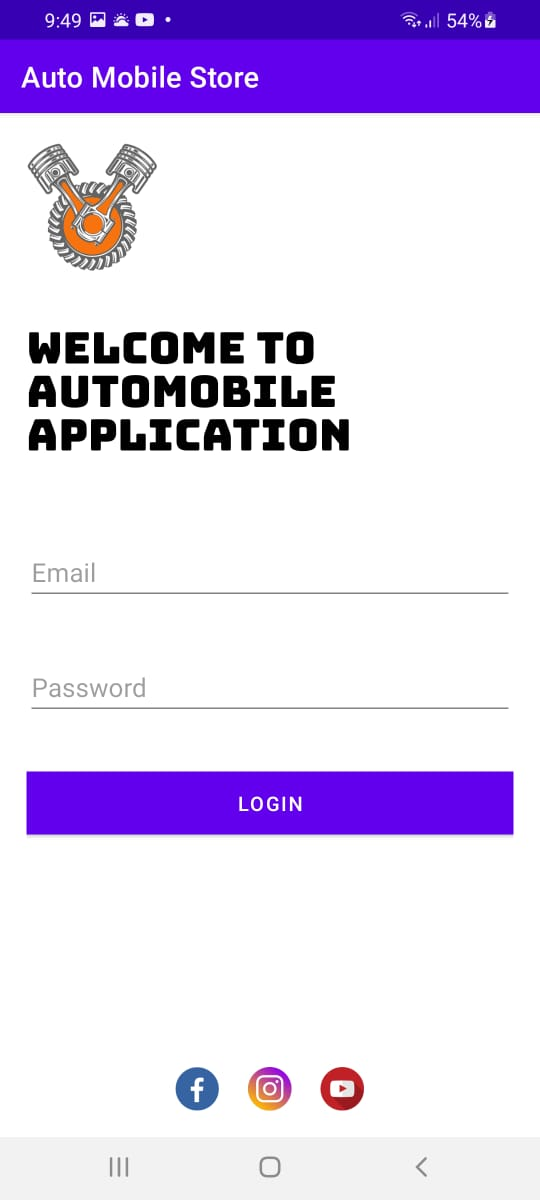 9:49 54%
Auto Mobile Store
WELCOME TO
AUTOMOBILE
APPLICATION
Email
Password
LOGIN